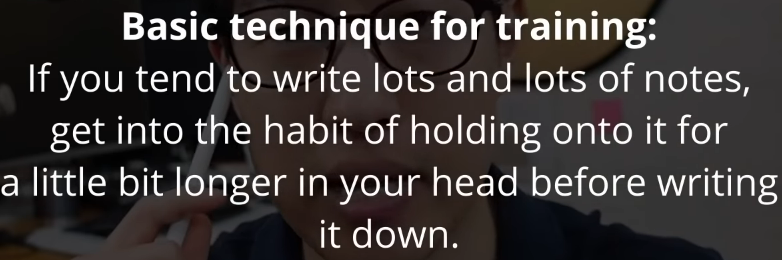 Basic technique for training:
If you tend to write lots and lots of notes,
get into the habit of holding onto it for
a little bit longer in your head before writing
it down.